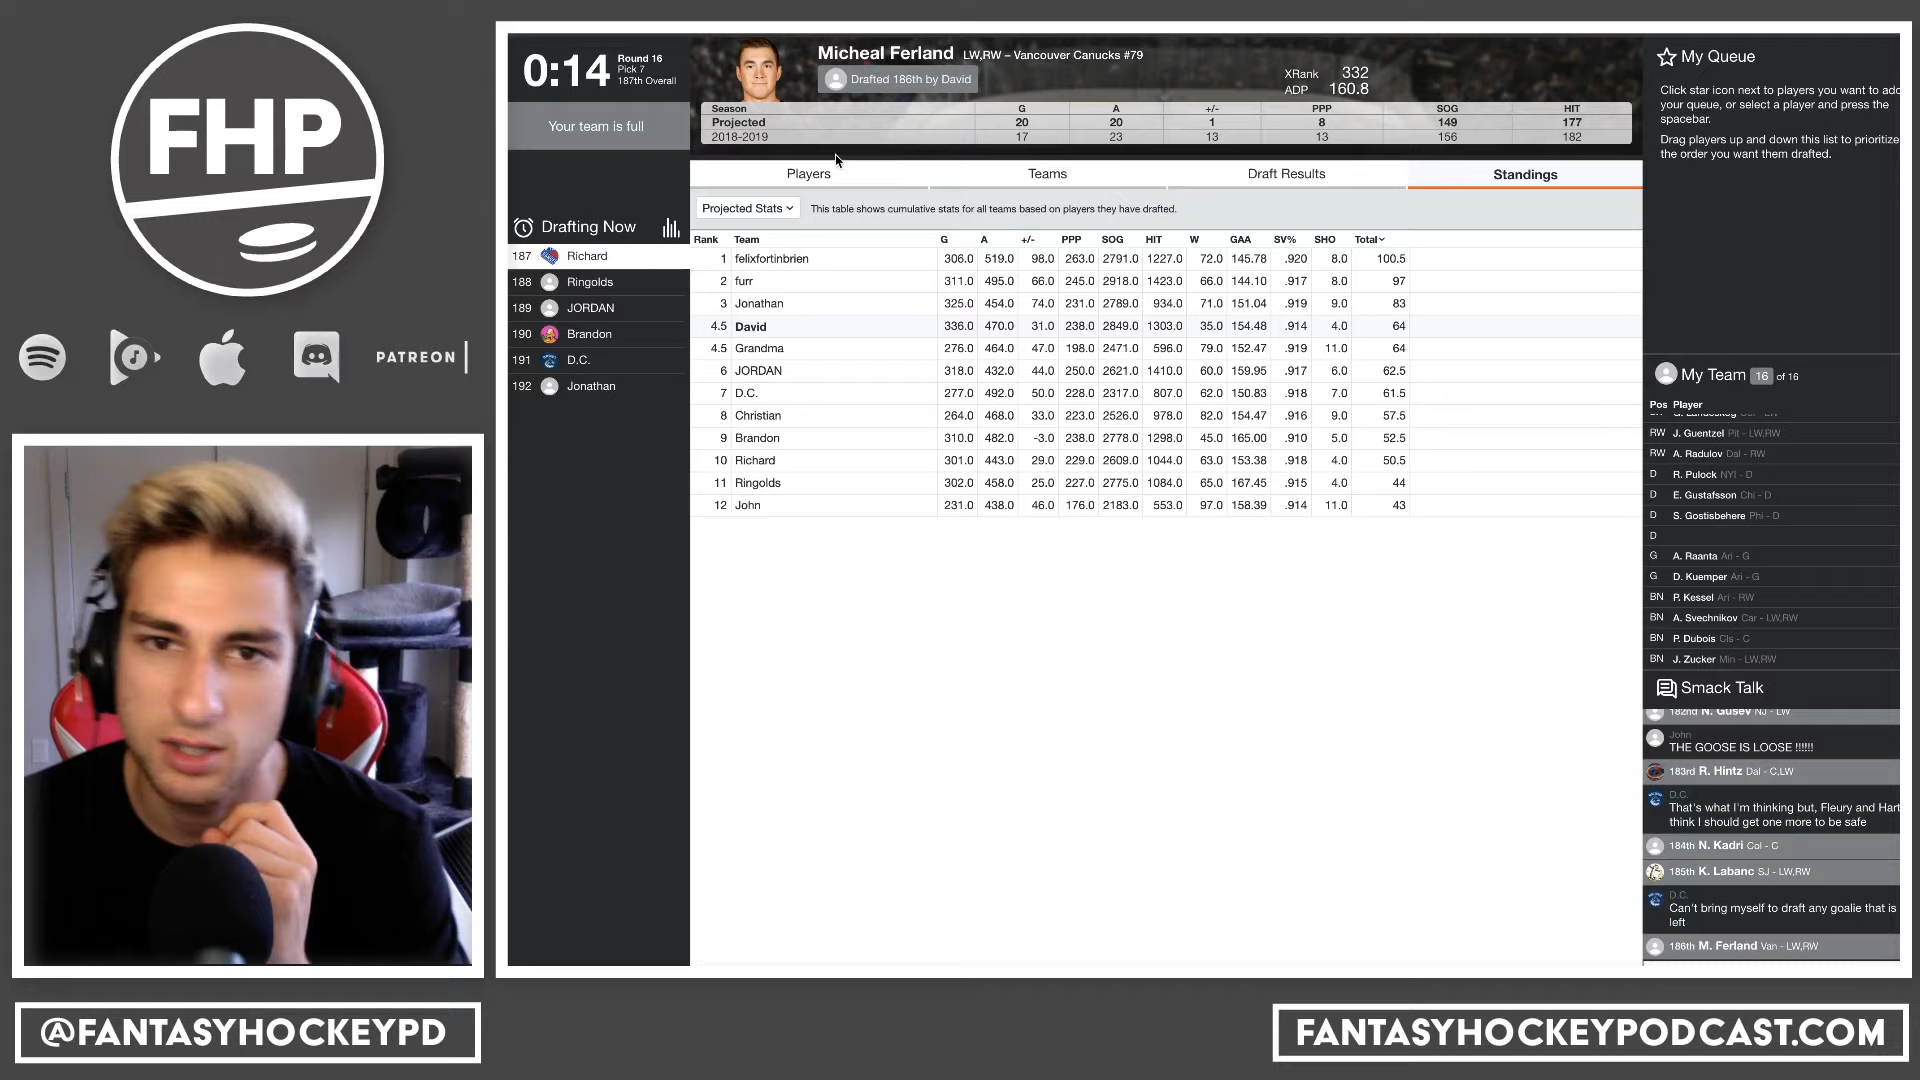 FHP
PATREON
@FANTASYHOCKEYPD
0:14
Round 16
Pick 7
187th Overall
Your team is full
Drafting Now
187 Richard
188 Ringolds
189 JORDAN
190 Brandon
191 D.C.
192 Jonathan
Micheal Ferland LW,RW – Vancouver Canucks #79
Drafted 186th by David
XRank 332
ADP 160.8
Season G A +/- PPP SOG HIT
Projected 20 20 1 8 149 177
2018-2019 17 23 13 13 156 182
Players Teams Draft Results Standings
Projected Stats This table shows cumulative stats for all teams based on players they have drafted.
Rank Team G A +/- PPP SOG HIT W GAA SV% SHO Total
1 felixfortinbrien 306.0 519.0 98.0 263.0 2791.0 1227.0 72.0 145.78 .920 8.0 100.5
2 furr 311.0 495.0 66.0 245.0 2918.0 1423.0 66.0 144.10 .917 8.0 97
3 Jonathan 325.0 454.0 74.0 231.0 2789.0 934.0 71.0 151.04 .919 9.0 83
4.5 David 336.0 470.0 31.0 238.0 2849.0 1303.0 35.0 154.48 .914 4.0 64
4.5 Grandma 276.0 464.0 47.0 198.0 2471.0 596.0 79.0 152.47 .919 11.0 64
6 JORDAN 318.0 432.0 44.0 250.0 2621.0 1410.0 60.0 159.95 .917 6.0 62.5
7 D.C. 277.0 492.0 50.0 228.0 2317.0 807.0 62.0 150.83 .918 7.0 61.5
8 Christian 264.0 468.0 33.0 223.0 2526.0 978.0 82.0 154.47 .916 9.0 57.5
9 Brandon 310.0 482.0 -3.0 238.0 2778.0 1298.0 45.0 165.00 .910 5.0 52.5
10 Richard 301.0 443.0 29.0 229.0 2609.0 1044.0 63.0 153.38 .918 4.0 50.5
11 Ringolds 302.0 458.0 25.0 227.0 2775.0 1084.0 65.0 167.45 .915 4.0 44
12 John 231.0 438.0 46.0 176.0 2183.0 553.0 97.0 158.39 .914 11.0 43
My Queue
Click star icon next to players you want to add
your queue, or select a player and press the
spacebar.
Drag players up and down this list to prioritize
the order you want them drafted.
My Team 16 of 16
Pos Player
RW J. Guentzel Pit - LW,RW
RW A. Radulov Dal - RW
D R. Pulock NYI - D
D E. Gustafsson Chi - D
D S. Gostisbehere Phi - D
D
G A. Raanta Ari - G
G D. Kuemper Ari - G
BN P. Kessel Ari - RW
BN A. Svechnikov Car - LW,RW
BN P. Dubois Cls - C
BN J. Zucker Min - LW,RW
Smack Talk
182nd N. Gusev NJ - LW
John
THE GOOSE IS LOOSE !!!!!!
183rd R. Hintz Dal - C,LW
D.C.
That's what I'm thinking but, Fleury and Hart
think I should get one more to be safe
184th N. Kadri Col - C
185th K. Labanc SJ - LW,RW
D.C.
Can't bring myself to draft any goalie that is
left
186th M. Ferland Van - LW,RW
FANTASYHOCKEYPODCAST.COM